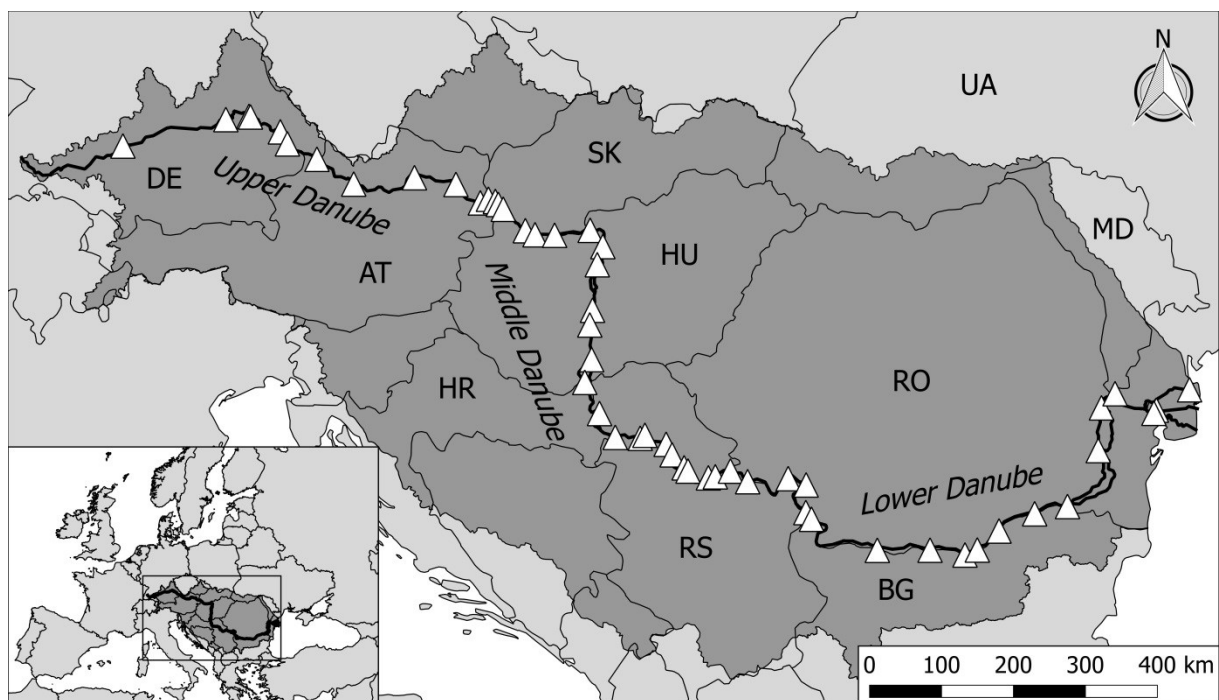 N
UA
SK
DE
Upper Danube
MD
HU
AT
Middle Danube
RO
HR
Lower Danube
RS
BG
0 100 200 300 400 km